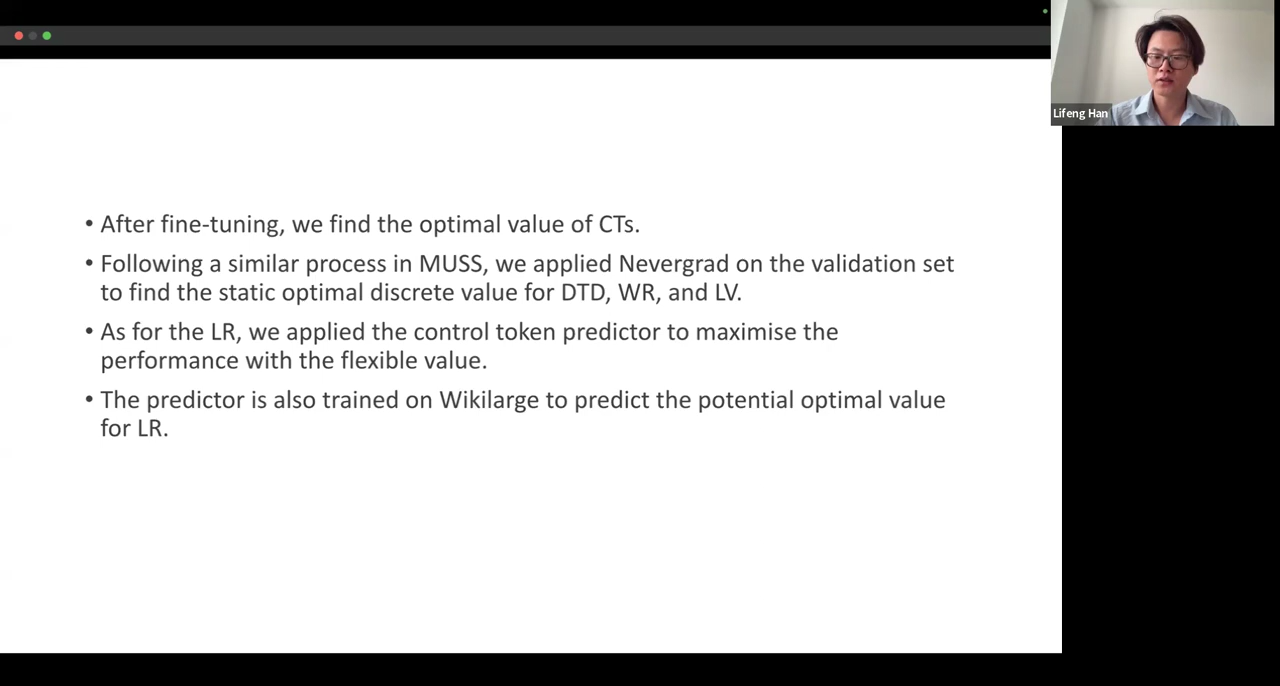 Lifeng Han
• After fine-tuning, we find the optimal value of CTs.
• Following a similar process in MUSS, we applied Nevergrad on the validation set
to find the static optimal discrete value for DTD, WR, and LV.
• As for the LR, we applied the control token predictor to maximise the
performance with the flexible value.
• The predictor is also trained on Wikilarge to predict the potential optimal value
for LR.